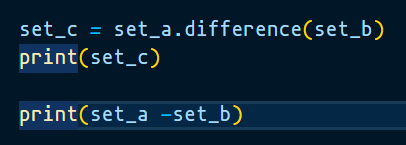 set_c = set_a.difference(set_b)
print(set_c)
print(set_a -set_b)